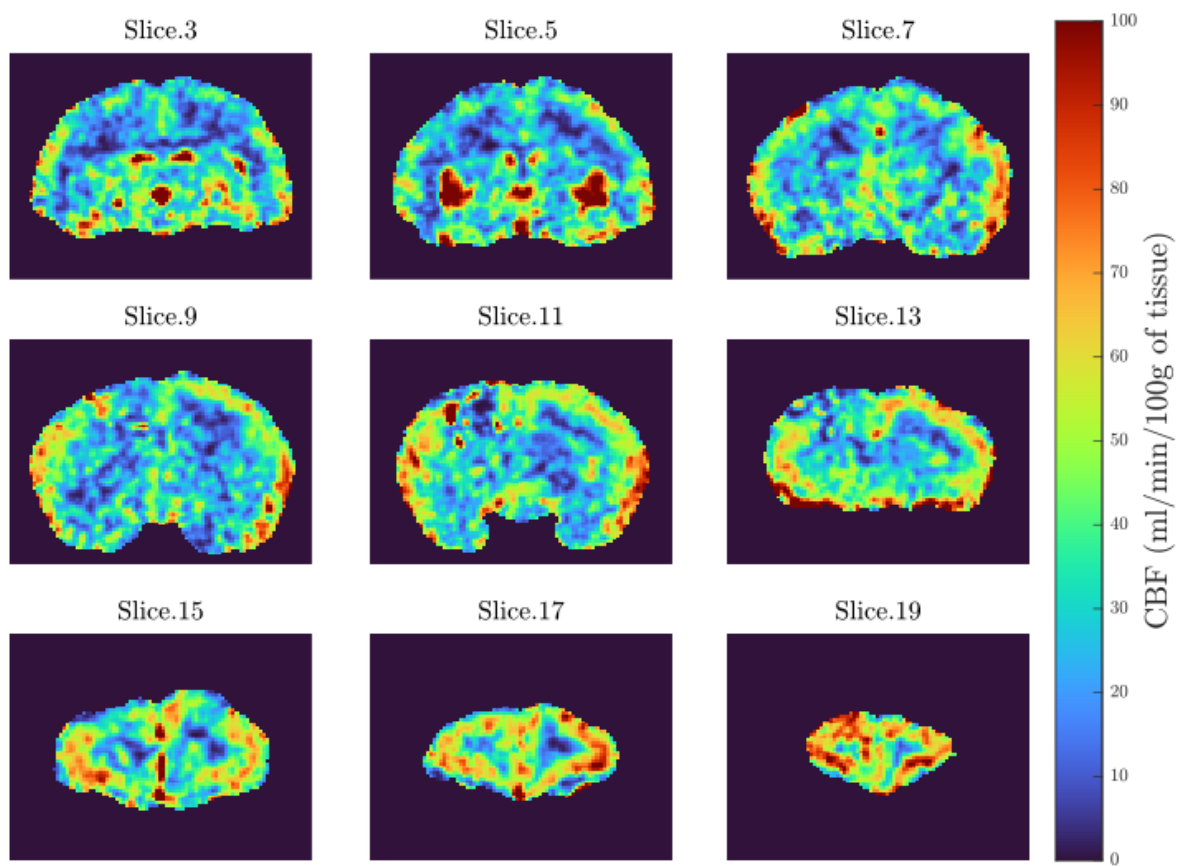 Slice.3
Slice.5
Slice.7
Slice.9
Slice.11
Slice.13
Slice.15
Slice.17
Slice.19
100
90
80
70
60
50
40
30
20
10
0
CBF (ml/min/100g of tissue)